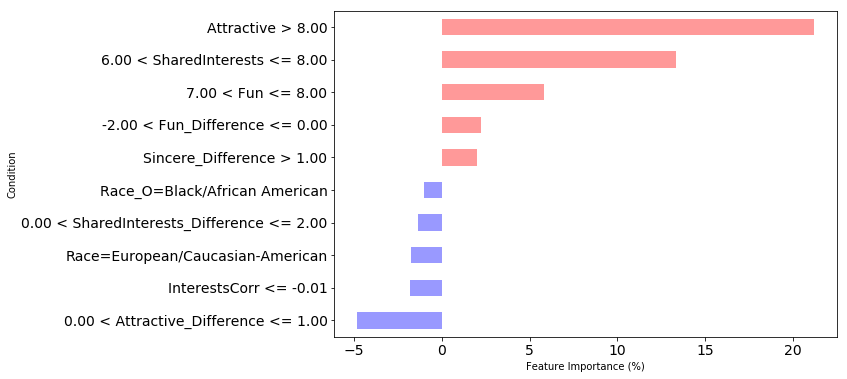 Attractive > 8.00
6.00 < SharedInterests <= 8.00
7.00 < Fun <= 8.00
-2.00 < Fun_Difference <= 0.00
Sincere_Difference > 1.00
Race_O=Black/African American
0.00 < SharedInterests_Difference <= 2.00
Race=European/Caucasian-American
InterestsCorr <= -0.01
0.00 < Attractive_Difference <= 1.00
Condition
−5 0 5 10 15 20
Feature Importance (%)